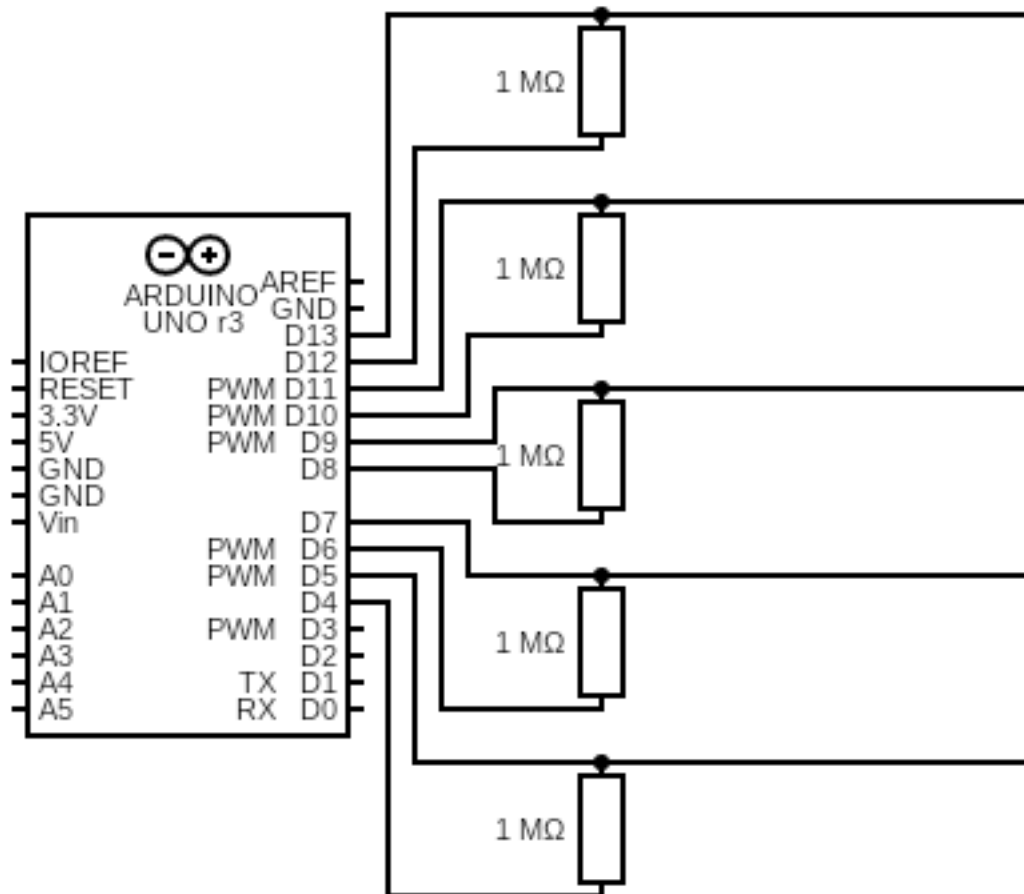 1 MΩ
1 MΩ
ARDUINO
UNO r3
AREF
GND
D13
IOREF D12
RESET PWM D11
3.3V PWM D10
5V PWM D9
1 MΩ
GND D8
GND
Vin D7
PWM D6
A0 PWM D5
A1 D4
A2 PWM D3
1 MΩ
A3 D2
A4 TX D1
A5 RX D0
1 MΩ